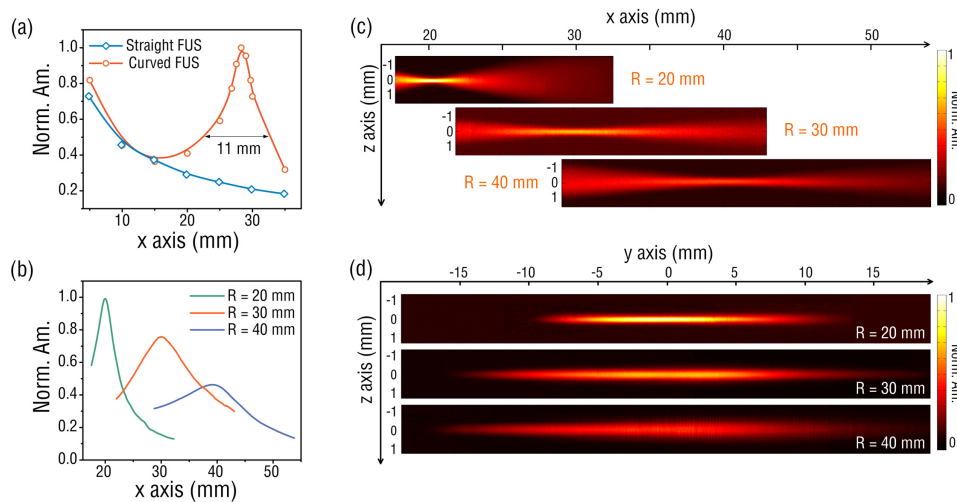 (a)
Straight FUS
Curved FUS
Norm. Am.
1.0
0.8
0.6
0.4
0.2
11 mm
10
20
30
40
x axis (mm)
(b)
R = 20 mm
R = 30 mm
R = 40 mm
Norm. Am.
1.0
0.8
0.6
0.4
0.2
0.0
20
30
40
50
x axis (mm)
(c)
x axis (mm)
20
30
40
50
z axis (mm)
-1
0
1
R = 20 mm
-1
0
1
R = 30 mm
R = 40 mm
-1
0
1
1
Norm. Am.
0
(d)
y axis (mm)
-15
-10
-5
0
5
10
15
z axis (mm)
-1
0
1
R = 20 mm
-1
0
1
R = 30 mm
-1
0
1
R = 40 mm
1
Norm. Am.
0